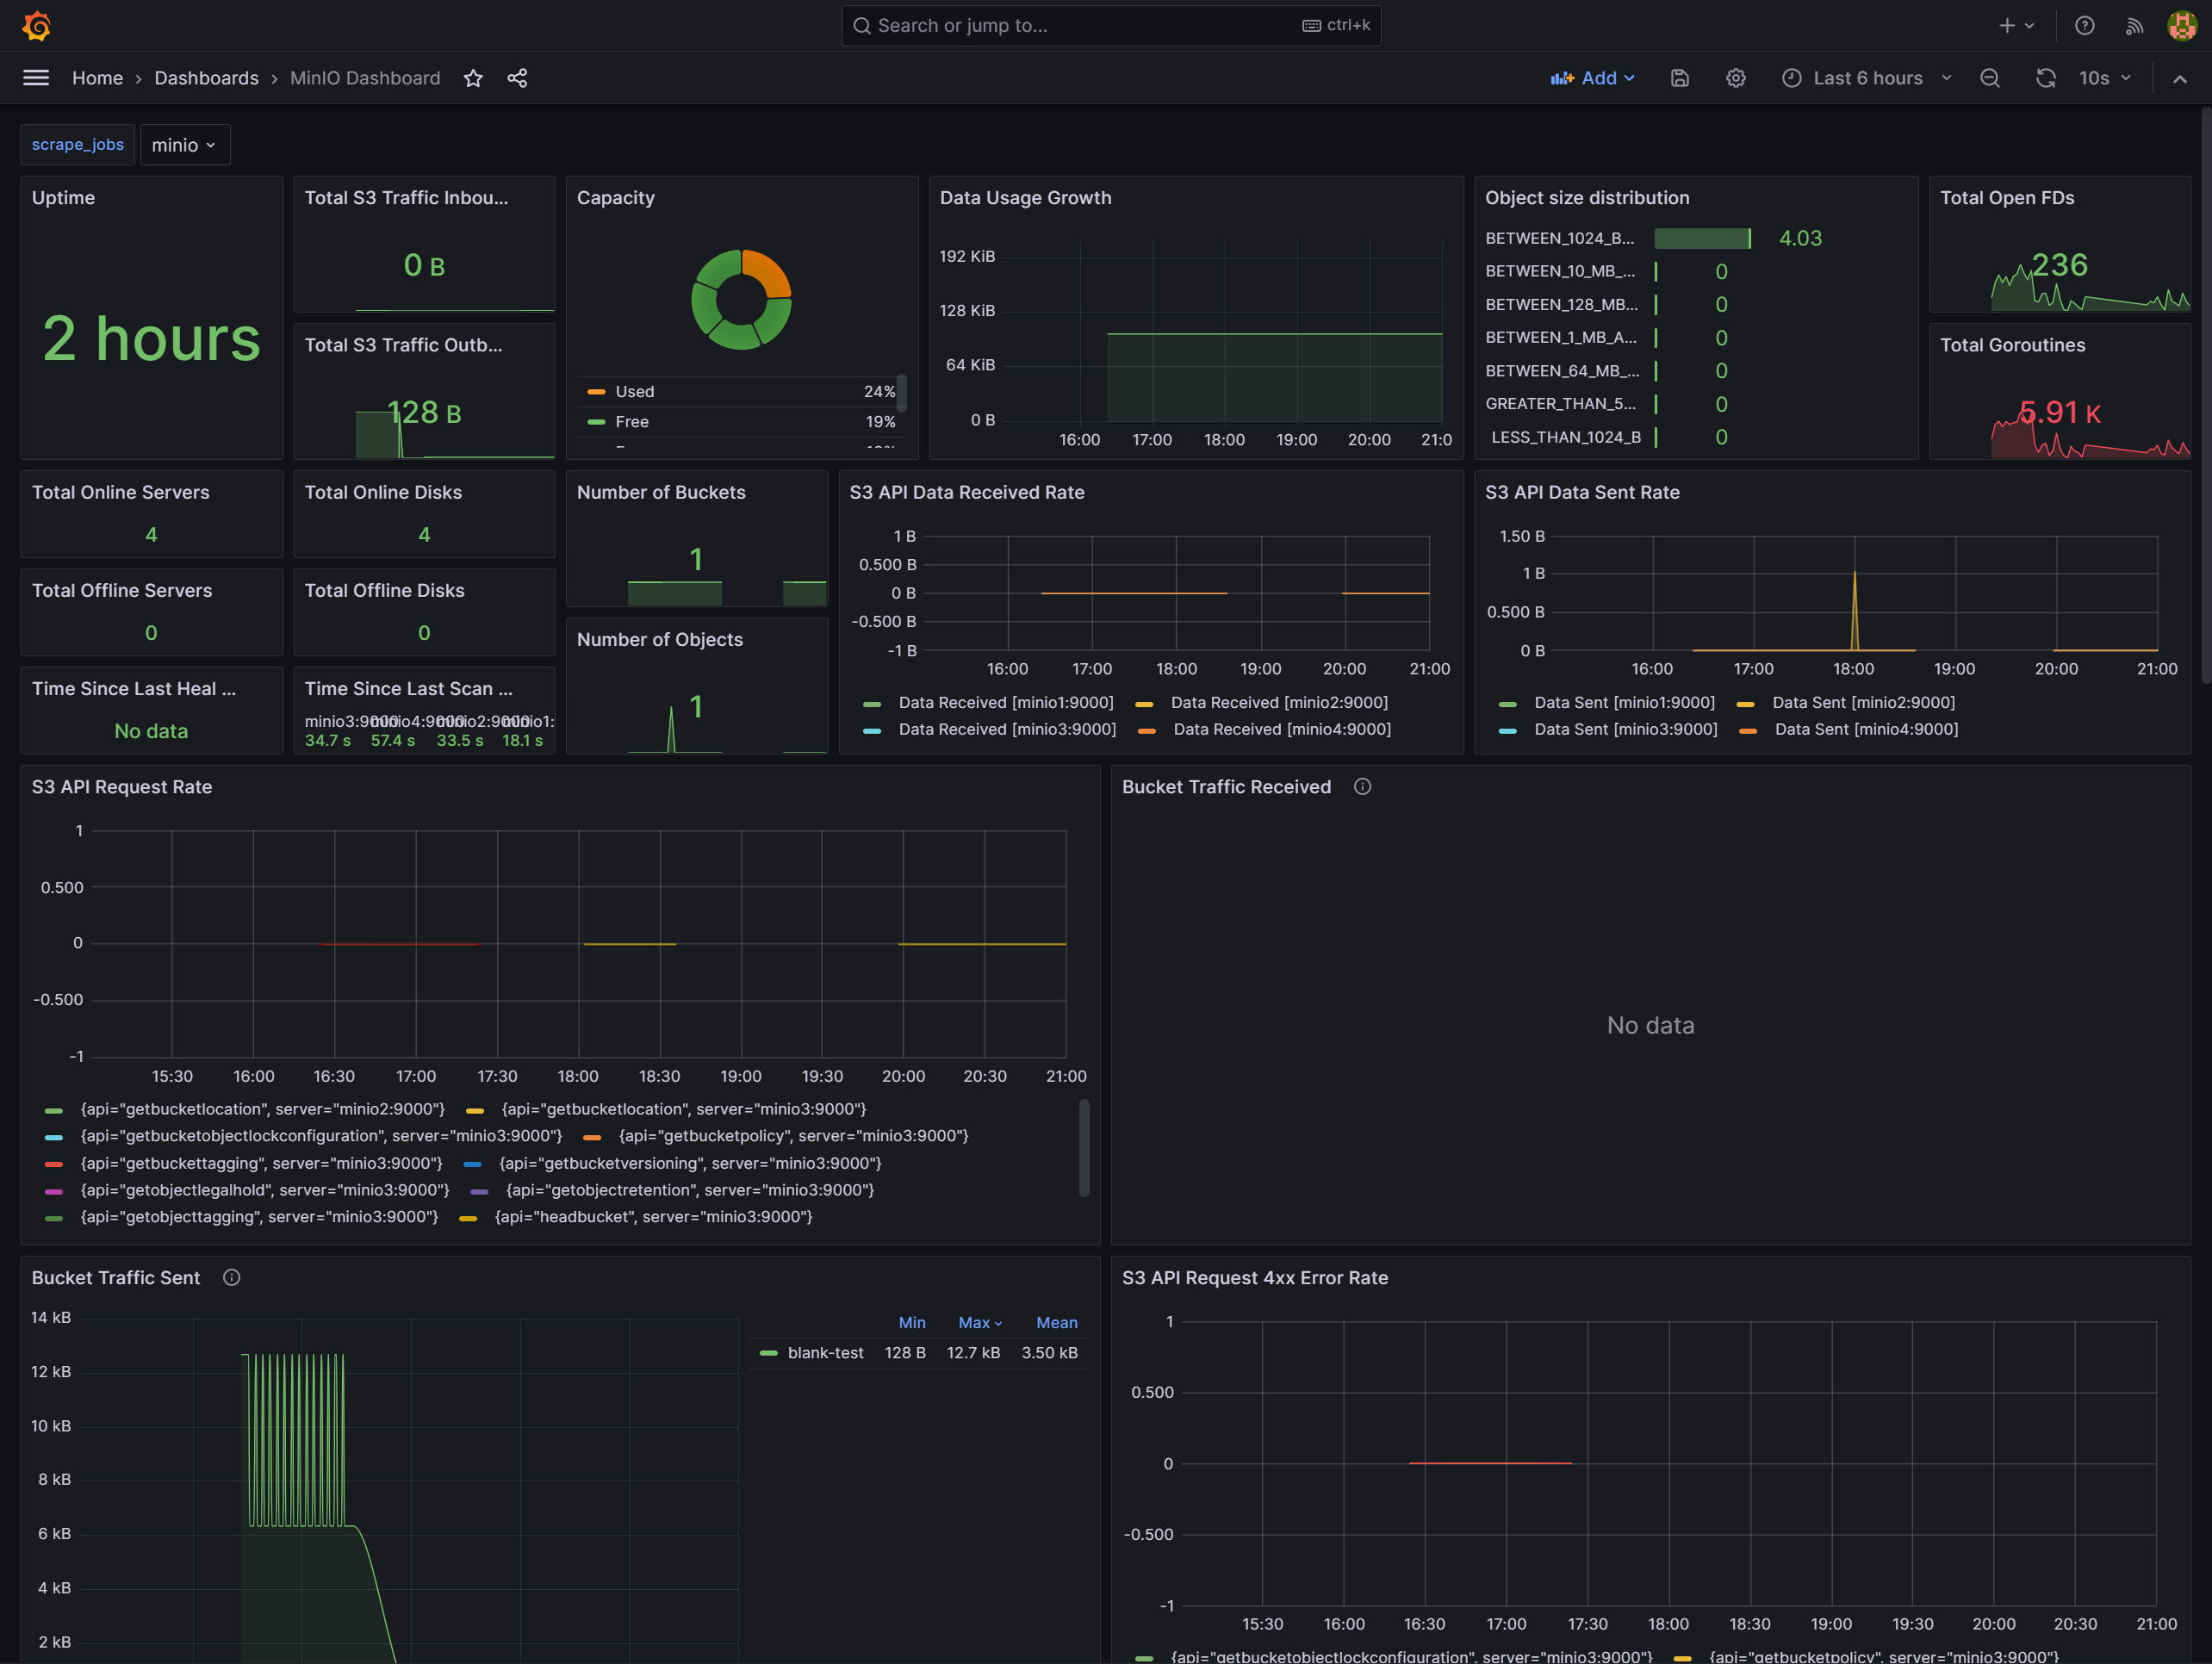 Search or jump to...
ctrl+k
Home › Dashboards › MinIO Dashboard
Add
Last 6 hours
10s
scrape_jobs
minio
Uptime
2 hours
Total S3 Traffic Inbou...
0 B
Total S3 Traffic Outb...
128 B
Capacity
Used 24%
Free 19%
Data Usage Growth
192 KiB
128 KiB
64 KiB
0 B
16:00 17:00 18:00 19:00 20:00 21:0
Object size distribution
BETWEEN_1024_B... 4.03
BETWEEN_10_MB_... 0
BETWEEN_128_MB... 0
BETWEEN_1_MB_A... 0
BETWEEN_64_MB_... 0
GREATER_THAN_5... 0
LESS_THAN_1024_B 0
Total Open FDs
236
Total Goroutines
5.91 K
Total Online Servers
4
Total Online Disks
4
Total Offline Servers
0
Total Offline Disks
0
Time Since Last Heal ...
No data
Time Since Last Scan ...
minio3:9000 minio4:9000 minio2:9000 minio1:
34.7 s 57.4 s 33.5 s 18.1 s
Number of Buckets
1
Number of Objects
1
S3 API Data Received Rate
1 B
0.500 B
0 B
-0.500 B
-1 B
16:00 17:00 18:00 19:00 20:00 21:00
Data Received [minio1:9000] Data Received [minio2:9000]
Data Received [minio3:9000] Data Received [minio4:9000]
S3 API Data Sent Rate
1.50 B
1 B
0.500 B
0 B
16:00 17:00 18:00 19:00 20:00 21:00
Data Sent [minio1:9000] Data Sent [minio2:9000]
Data Sent [minio3:9000] Data Sent [minio4:9000]
S3 API Request Rate
1
0.500
0
-0.500
-1
15:30 16:00 16:30 17:00 17:30 18:00 18:30 19:00 19:30 20:00 20:30 21:00
{api="getbucketlocation", server="minio2:9000"} {api="getbucketlocation", server="minio3:9000"}
{api="getbucketobjectlockconfiguration", server="minio3:9000"} {api="getbucketpolicy", server="minio3:9000"}
{api="getbuckettagging", server="minio3:9000"} {api="getbucketversioning", server="minio3:9000"}
{api="getobjectlegalhold", server="minio3:9000"} {api="getobjectretention", server="minio3:9000"}
{api="getobjecttagging", server="minio3:9000"} {api="headbucket", server="minio3:9000"}
Bucket Traffic Received
No data
Bucket Traffic Sent
14 kB
12 kB
10 kB
8 kB
6 kB
4 kB
2 kB
Min Max Mean
blank-test 128 B 12.7 kB 3.50 kB
S3 API Request 4xx Error Rate
1
0.500
0
-0.500
-1
15:30 16:00 16:30 17:00 17:30 18:00 18:30 19:00 19:30 20:00 20:30 21:00
{api="getbucketobjectlockconfiguration", server="minio3:9000"} {api="getbucketpolicy", server="minio3:9000"}